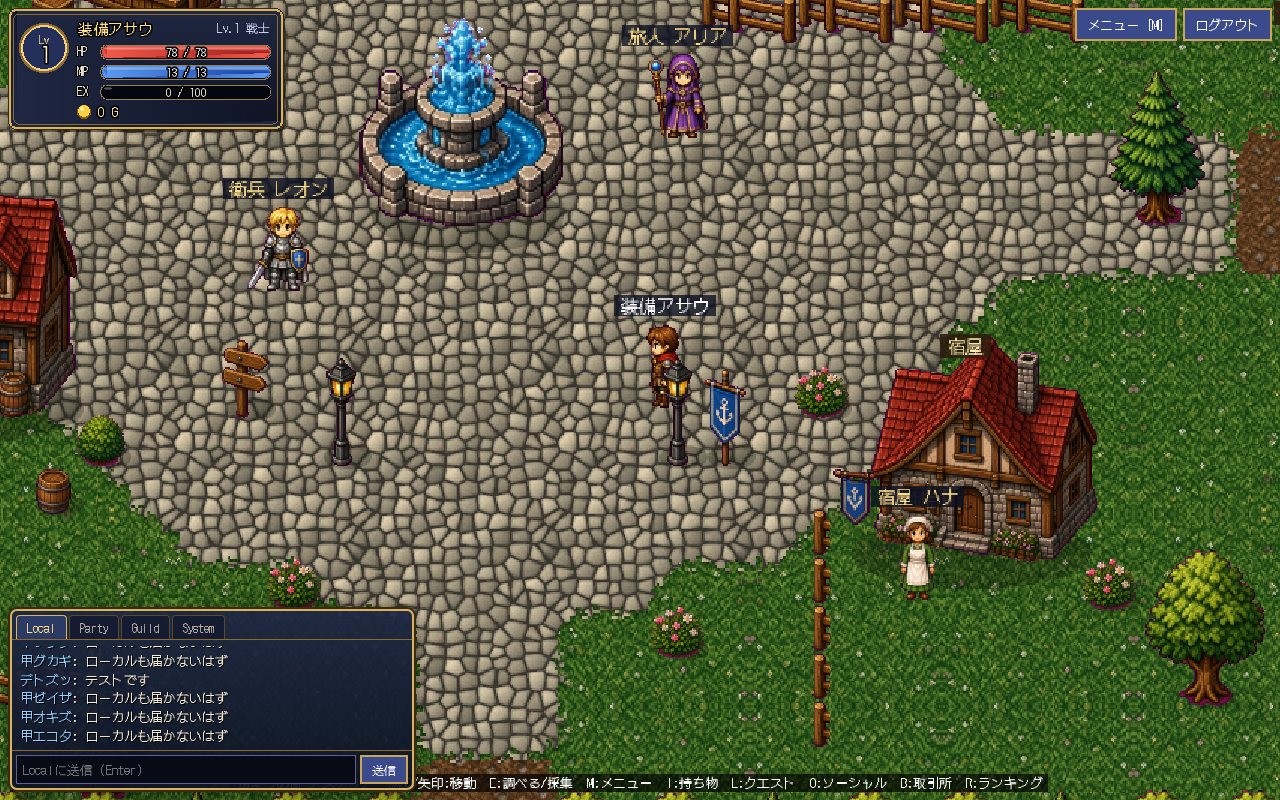 装備アサウ
Lv.1 戦士
Lv
1
HP
78 / 78
MP
13 / 13
EX
0 / 100
0 G
メニュー [M]
ログアウト
旅人 アリア
衛兵 レオン
装備アサウ
宿屋
宿屋 ハナ
Local
Party
Guild
System
甲グカギ: ローカルも届かないはず
デトズッ: テストです
甲ゼイザ: ローカルも届かないはず
甲オキズ: ローカルも届かないはず
甲エコタ: ローカルも届かないはず
Localに送信 (Enter)
送信
矢印:移動 E:調べる/採集 M:メニュー I:持ち物 L:クエスト O:ソーシャル B:取引所 R:ランキング